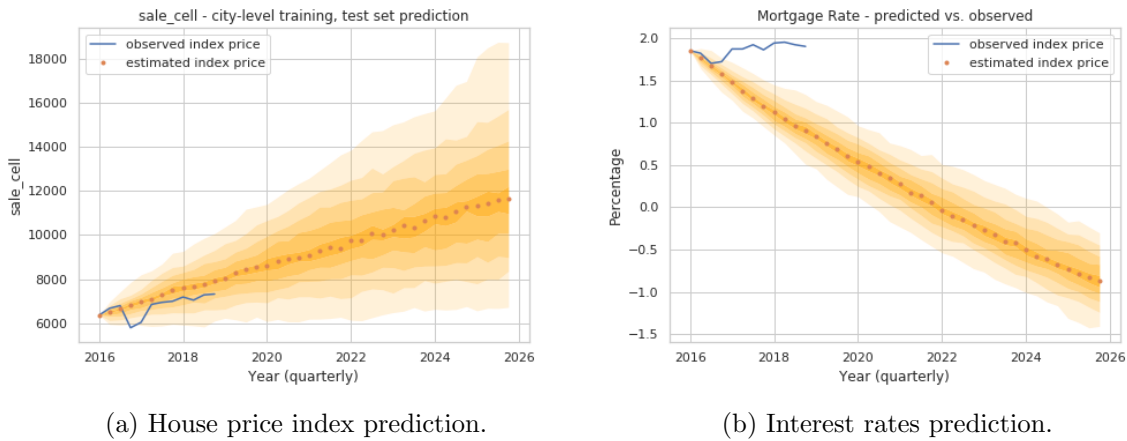 sale_cell - city-level training, test set prediction
observed index price
estimated index price
18000
16000
14000
12000
10000
8000
6000
sale_cell
2016
2018
2020
2022
2024
2026
Year (quarterly)
(a) House price index prediction.
Mortgage Rate - predicted vs. observed
observed index price
estimated index price
2.0
1.5
1.0
0.5
0.0
−0.5
−1.0
−1.5
Percentage
2016
2018
2020
2022
2024
2026
Year (quarterly)
(b) Interest rates prediction.